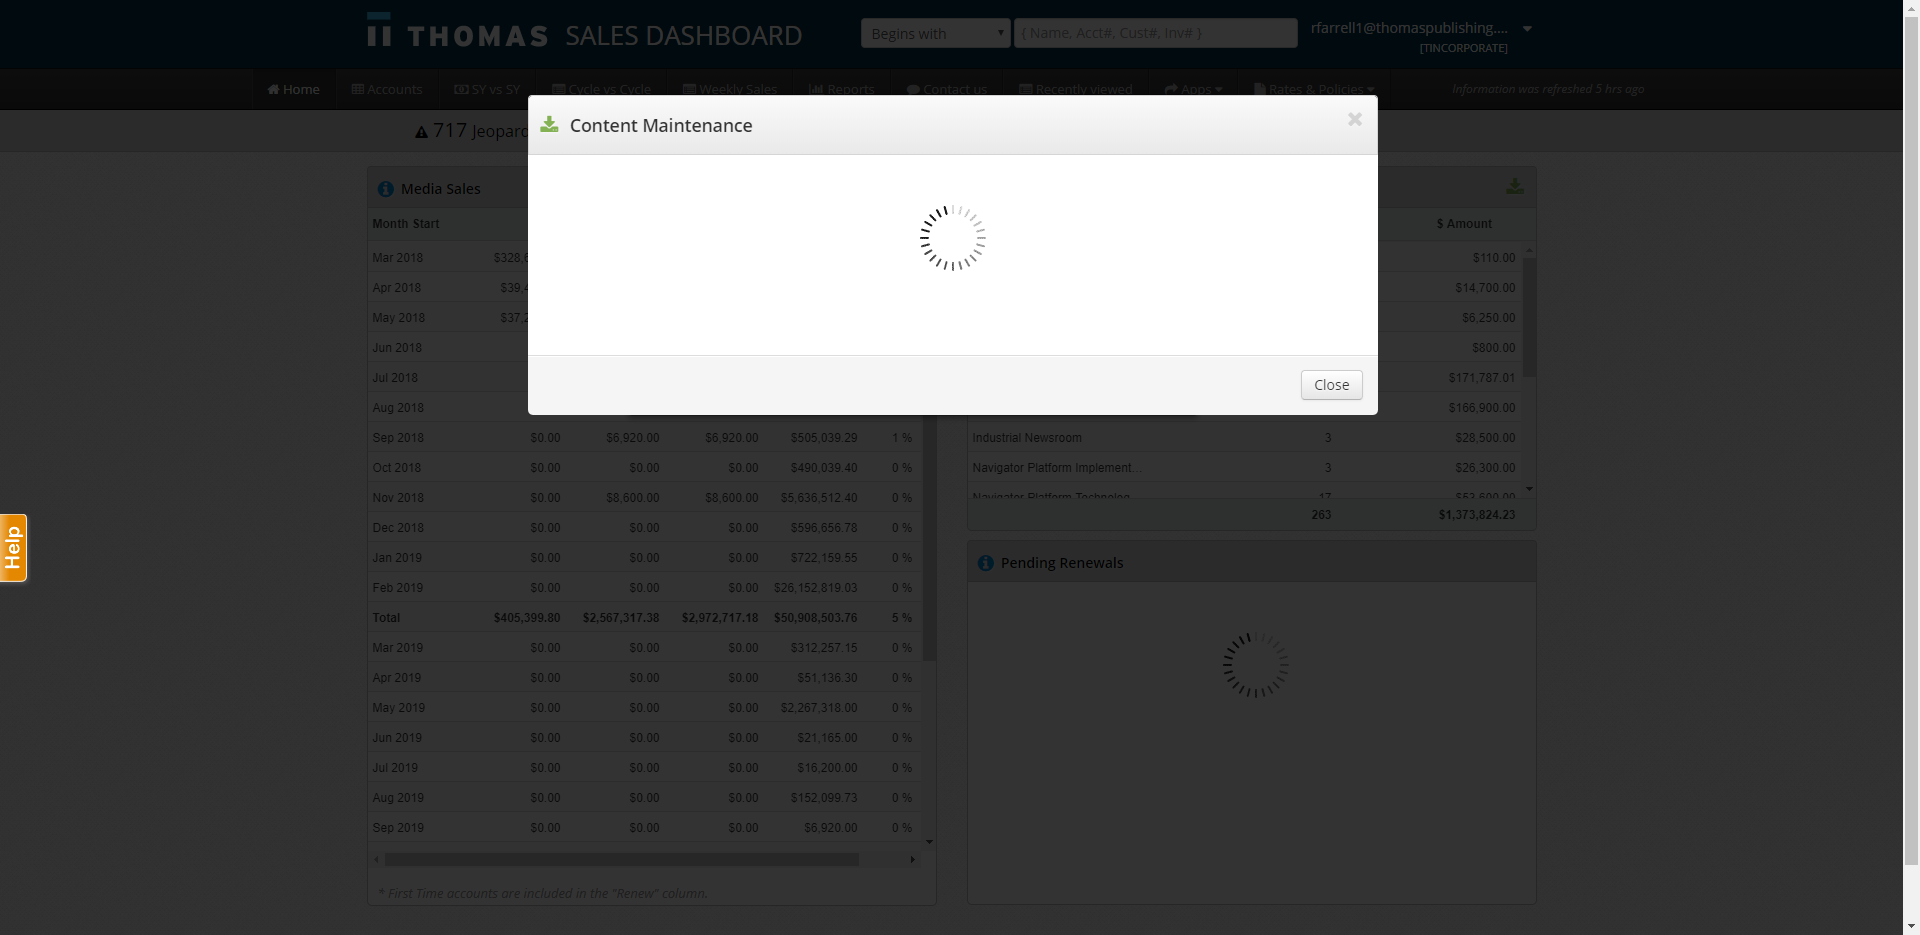 THOMAS SALES DASHBOARD
Begins with
{ Name, Acct#, Cust#, Inv# }
rfarrell1@thomaspublishing....
[TINCORPORATE]
Home Accounts SY vs SY Cycle vs Cycle Weekly Sales Reports Contact us Recently viewed Apps Rates & Policies Information was refreshed 5 hrs ago
717
Content Maintenance
Close
Help
Media Sales
Month Start
Mar 2018
Apr 2018
May 2018
Jun 2018
Jul 2018
Aug 2018
Sep 2018 $0.00 $6,920.00 $6,920.00 $505,039.29 1 %
Oct 2018 $0.00 $0.00 $0.00 $490,039.40 0 %
Nov 2018 $0.00 $8,600.00 $8,600.00 $5,636,512.40 0 %
Dec 2018 $0.00 $0.00 $0.00 $596,656.78 0 %
Jan 2019 $0.00 $0.00 $0.00 $722,159.55 0 %
Feb 2019 $0.00 $0.00 $0.00 $26,152,819.03 0 %
Total $405,399.80 $2,567,317.38 $2,972,717.18 $50,908,503.76 5 %
Mar 2019 $0.00 $0.00 $0.00 $312,257.15 0 %
Apr 2019 $0.00 $0.00 $0.00 $51,136.30 0 %
May 2019 $0.00 $0.00 $0.00 $2,267,318.00 0 %
Jun 2019 $0.00 $0.00 $0.00 $21,165.00 0 %
Jul 2019 $0.00 $0.00 $0.00 $16,200.00 0 %
Aug 2019 $0.00 $0.00 $0.00 $152,099.73 0 %
Sep 2019 $0.00 $0.00 $0.00 $6,920.00 0 %
* First Time accounts are included in the "Renew" column.
$ Amount
$110.00
$14,700.00
$6,250.00
$800.00
$171,787.01
$166,900.00
Industrial Newsroom 3 $28,500.00
Navigator Platform Implement... 3 $26,300.00
Navigator Platform Technolog... 17 $53,600.00
263 $1,373,824.23
Pending Renewals